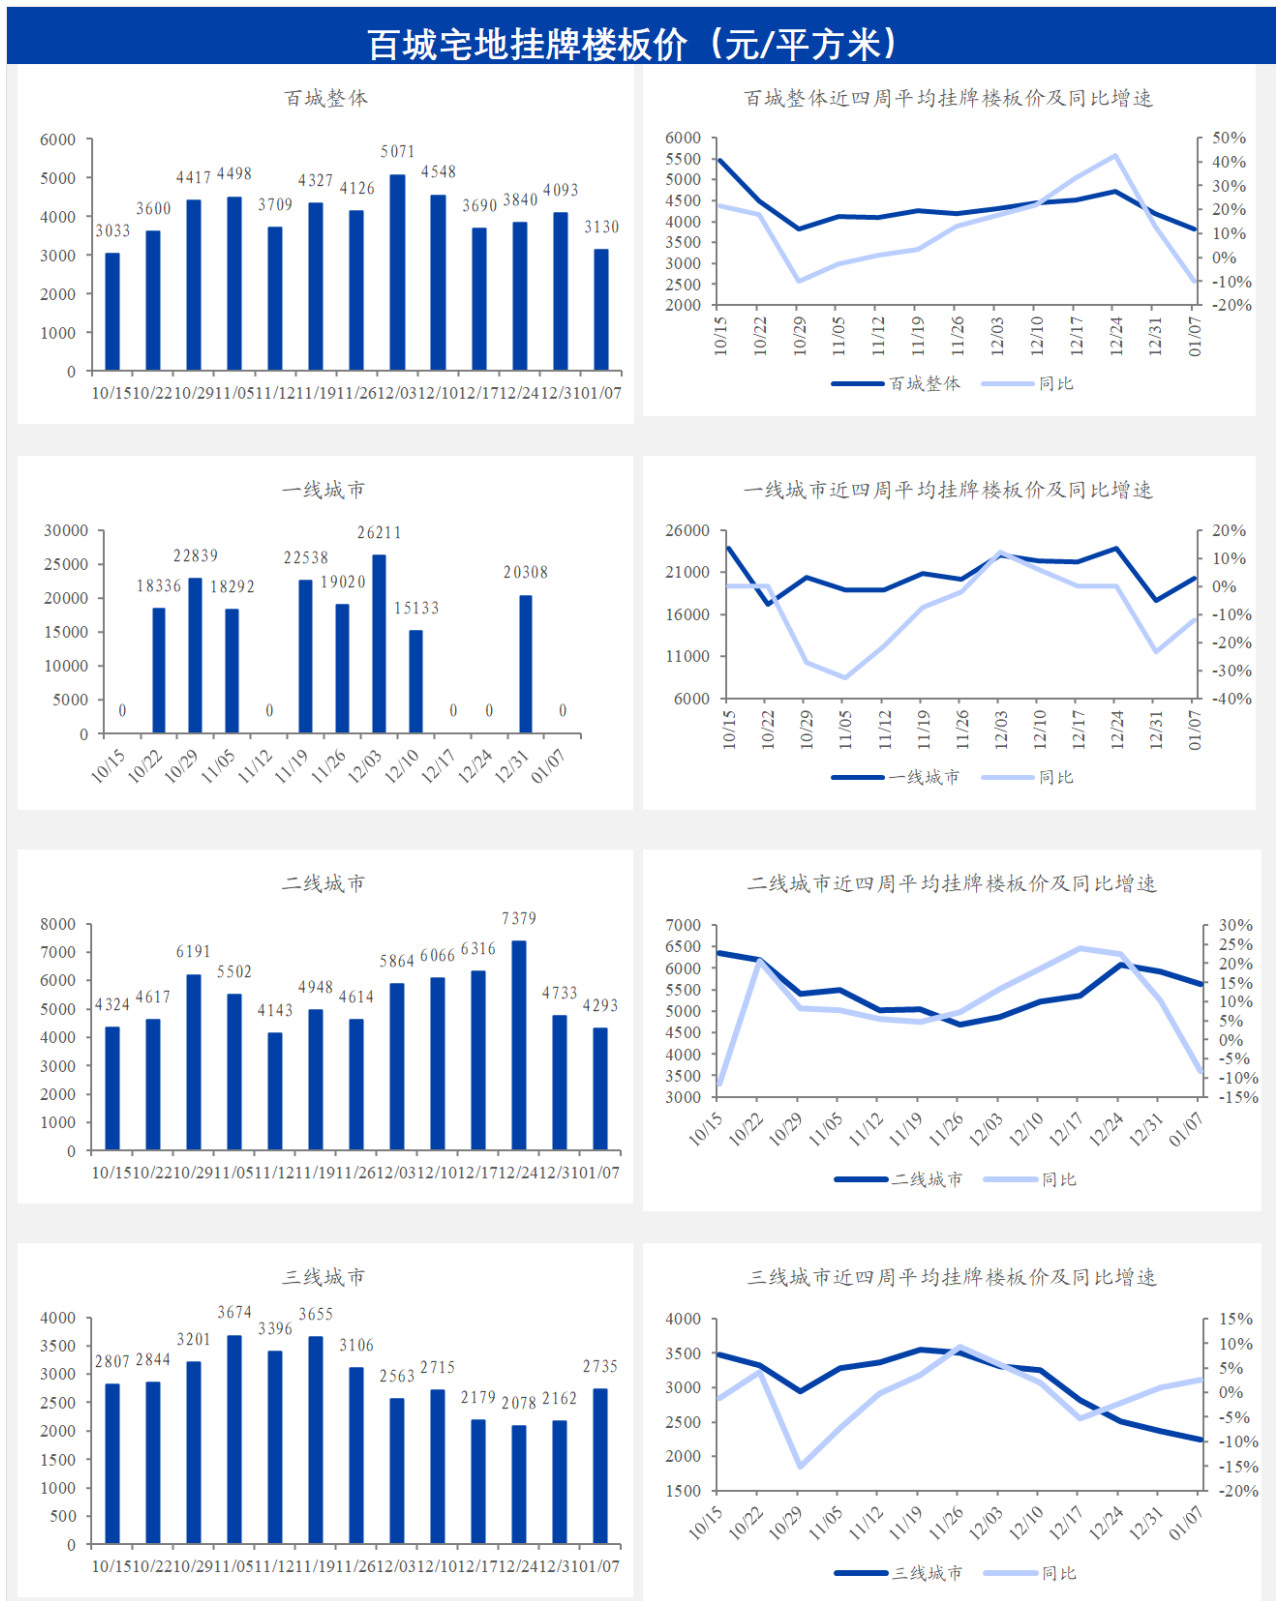 百城宅地挂牌楼板价（元/平方米）
百城整体
6000
5000
4000
3000
2000
1000
0
3033 3600 4417 4498 3709 4327 4126 5071 4548 3690 3840 4093 3130
10/15 10/22 10/29 11/05 11/12 11/19 11/26 12/03 12/10 12/17 12/24 12/31 01/07
百城整体近四周平均挂牌楼板价及同比增速
6000 50%
5500 40%
5000 30%
4500 20%
4000 10%
3500 0%
3000 -10%
2500 -20%
2000
10/15 10/22 10/29 11/05 11/12 11/19 11/26 12/03 12/10 12/17 12/24 12/31 01/07
百城整体 同比
一线城市
30000
25000
20000
15000
10000
5000
0
0 18336 22839 18292 0 22538 19020 26211 15133 0 0 20308 0
10/15 10/22 10/29 11/05 11/12 11/19 11/26 12/03 12/10 12/17 12/24 12/31 01/07
一线城市近四周平均挂牌楼板价及同比增速
26000 20%
21000 10%
16000 0%
11000 -10%
6000 -20%
-30%
-40%
10/15 10/22 10/29 11/05 11/12 11/19 11/26 12/03 12/10 12/17 12/24 12/31 01/07
一线城市 同比
二线城市
8000
7000
6000
5000
4000
3000
2000
1000
0
4324 4617 6191 5502 4143 4948 4614 5864 6066 6316 7379 4733 4293
10/15 10/22 10/29 11/05 11/12 11/19 11/26 12/03 12/10 12/17 12/24 12/31 01/07
二线城市近四周平均挂牌楼板价及同比增速
7000 30%
6500 25%
6000 20%
5500 15%
5000 10%
4500 5%
4000 0%
3500 -5%
3000 -10%
-15%
10/15 10/22 10/29 11/05 11/12 11/19 11/26 12/03 12/10 12/17 12/24 12/31 01/07
二线城市 同比
三线城市
4000
3500
3000
2500
2000
1500
1000
500
0
2807 2844 3201 3674 3396 3655 3106 2563 2715 2179 2078 2162 2735
10/15 10/22 10/29 11/05 11/12 11/19 11/26 12/03 12/10 12/17 12/24 12/31 01/07
三线城市近四周平均挂牌楼板价及同比增速
4000 15%
3500 10%
3000 5%
2500 0%
2000 -5%
1500 -10%
-15%
-20%
10/15 10/22 10/29 11/05 11/12 11/19 11/26 12/03 12/10 12/17 12/24 12/31 01/07
三线城市 同比